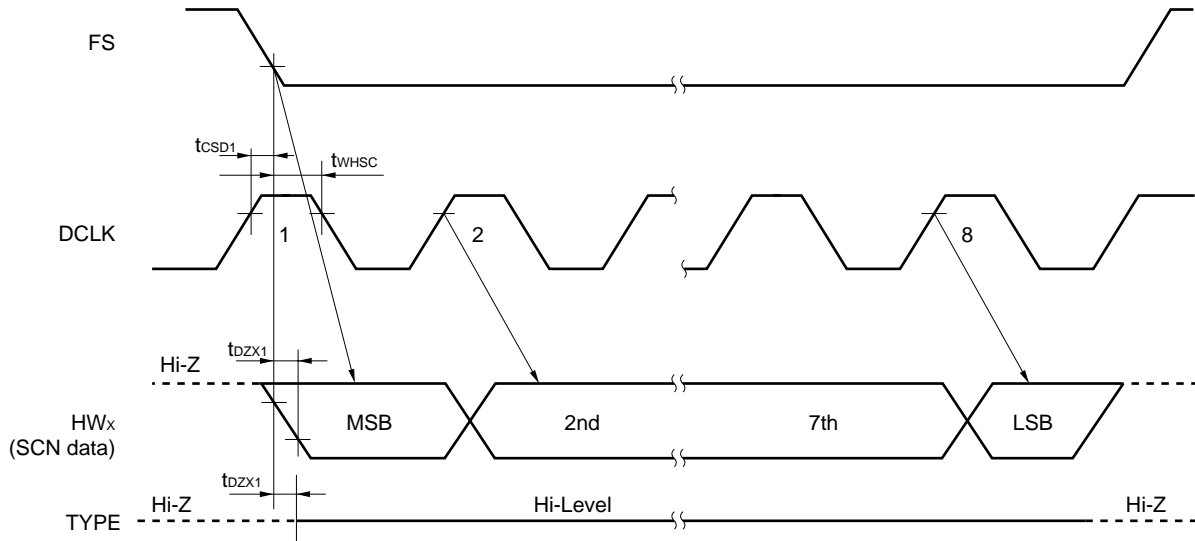 FS
tCSD1
tWHSC
DCLK
1
2
8
Hi-Z
tDZX1
HWX
(SCN data)
MSB
2nd
7th
LSB
tDZX1
Hi-Z
Hi-Level
Hi-Z
TYPE